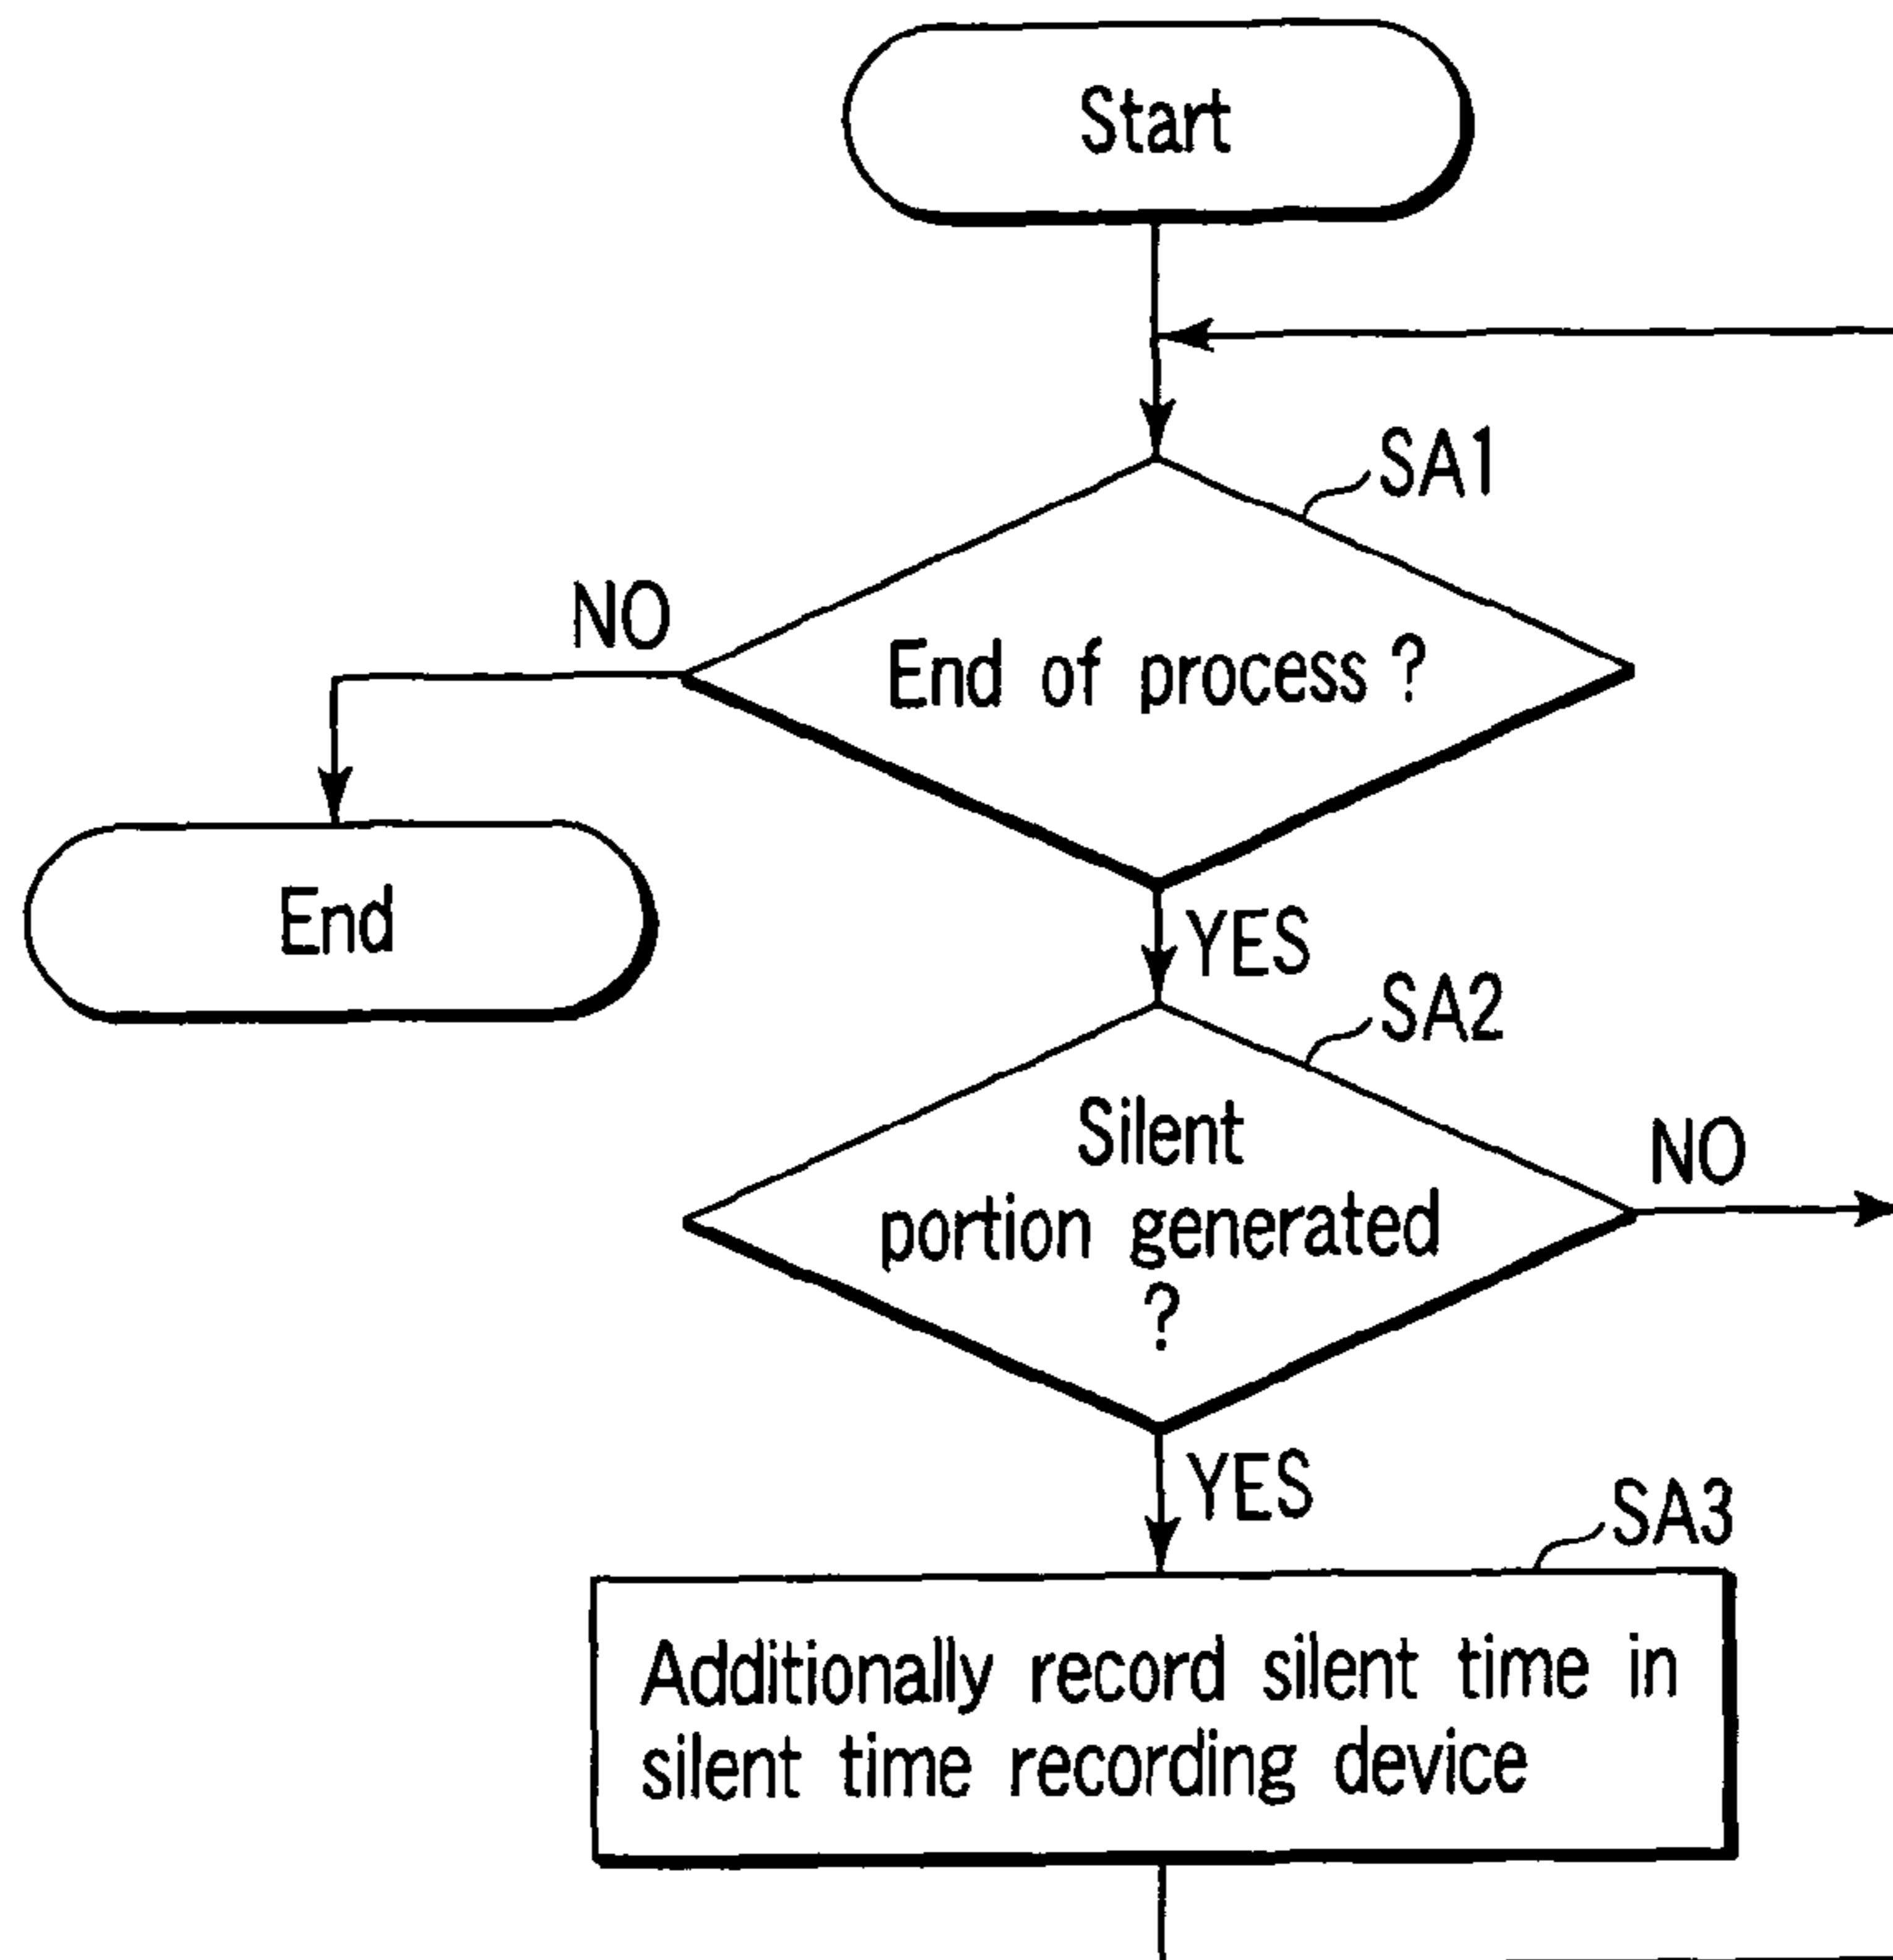 Start
SA1
NO
End of process ?
End
YES
SA2
Silent
portion generated
?
NO
YES
SA3
Additionally record silent time in
silent time recording device